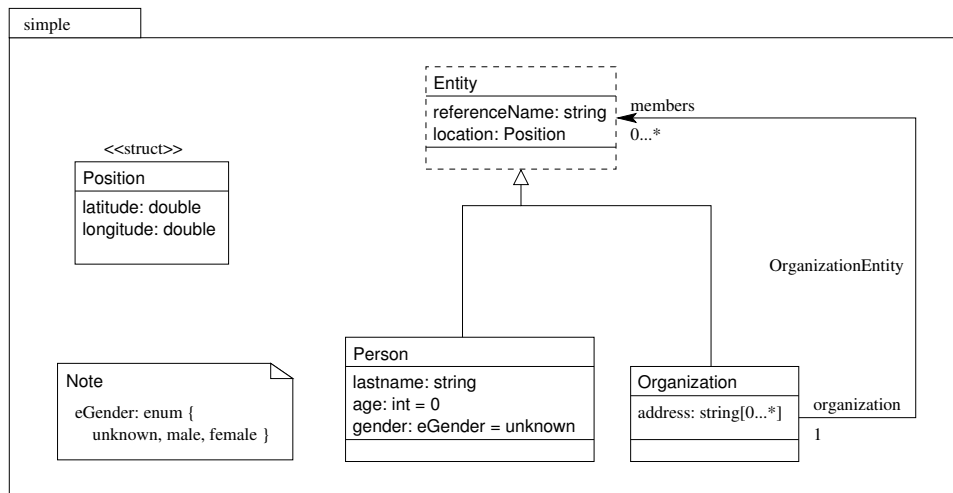 simple
Entity
referenceName: string
location: Position
members
0...*
<<struct>>
Position
latitude: double
longitude: double
OrganizationEntity
Person
lastname: string
age: int = 0
gender: eGender = unknown
Organization
address: string[0...*]
organization
1
Note
eGender: enum {
unknown, male, female }